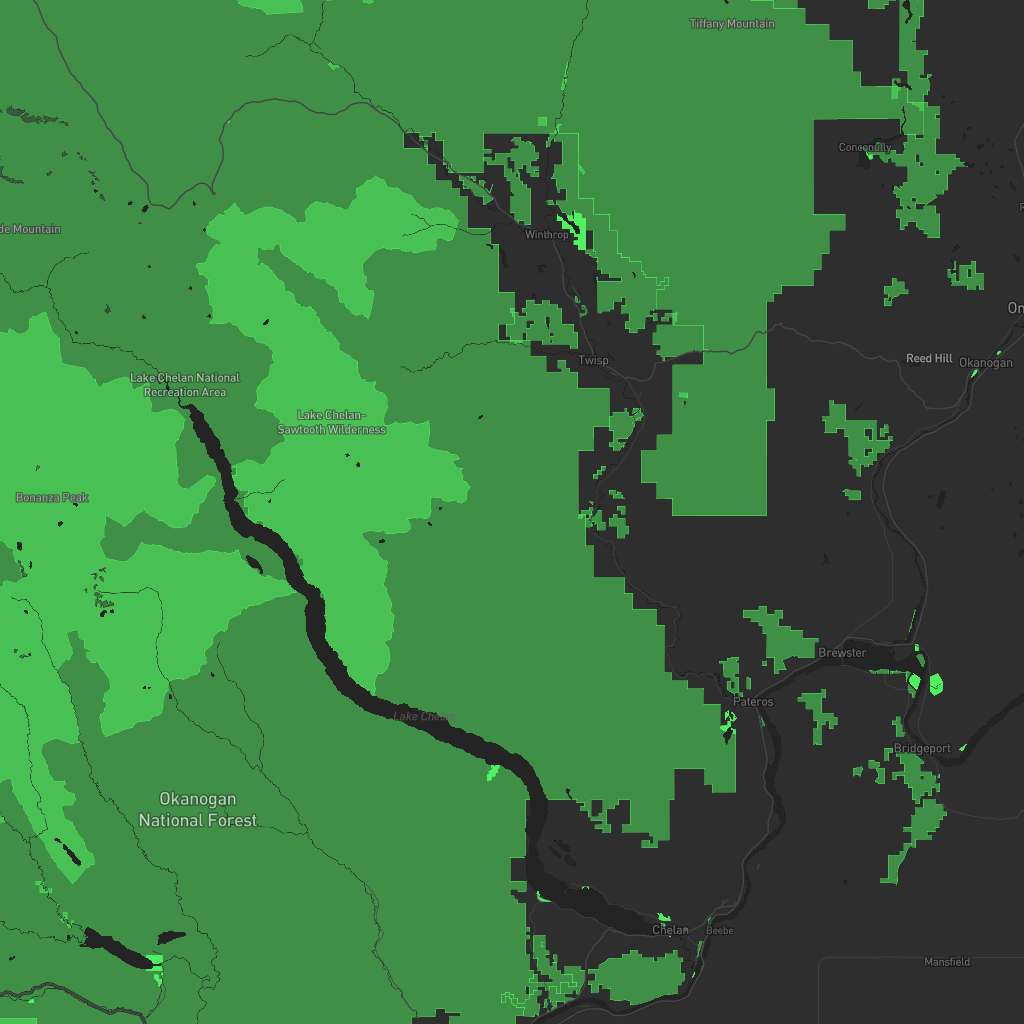 Tiffany Mountain
Conconully
de Mountain
Winthrop
On
Twisp
Reed Hill
Okanogan
Lake Chelan National
Recreation Area
Lake Chelan-
Sawtooth Wilderness
Bonanza Peak
Brewster
Pateros
Lake Chelan
Bridgeport
Okanogan
National Forest
Chelan
Beebe
Mansfield